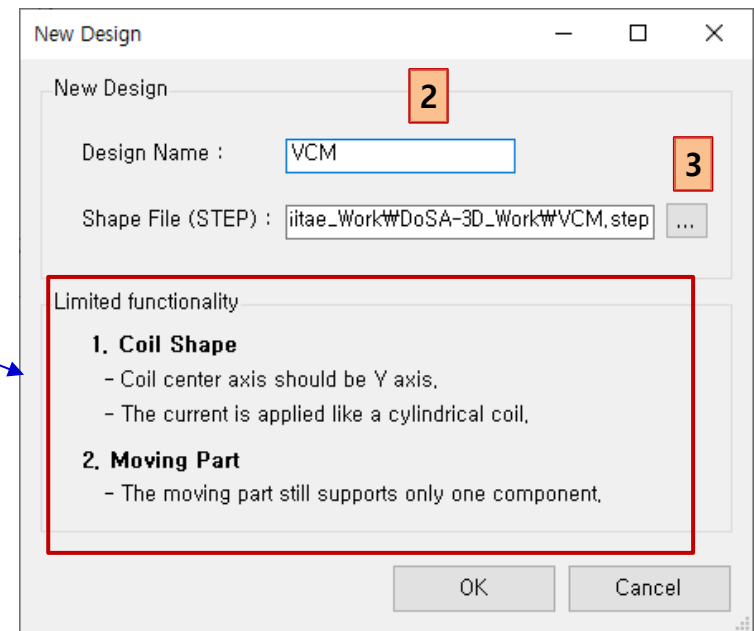 New Design
New Design
2
Design Name :
VCM
3
Shape File (STEP) :
iitae_Work₩DoSA-3D_Work₩VCM.step
...
Limited functionality
1. Coil Shape
- Coil center axis should be Y axis.
- The current is applied like a cylindrical coil.
2. Moving Part
- The moving part still supports only one component.
OK
Cancel